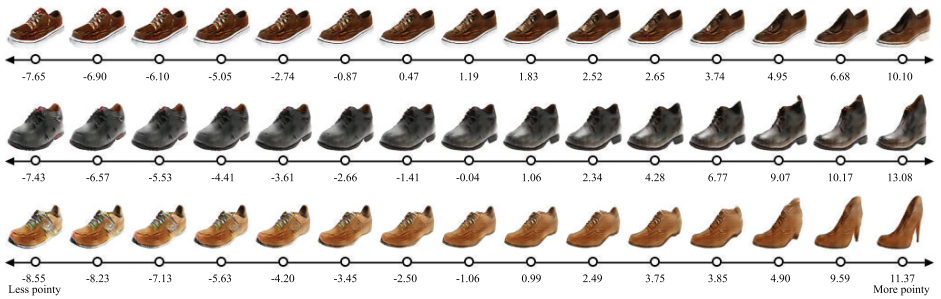 -7.65 -6.90 -6.10 -5.05 -2.74 -0.87 0.47 1.19 1.83 2.52 2.65 3.74 4.95 6.68 10.10
-7.43 -6.57 -5.53 -4.41 -3.61 -2.66 -1.41 -0.04 1.06 2.34 4.28 6.77 9.07 10.17 13.08
-8.55 -8.23 -7.13 -5.63 -4.20 -3.45 -2.50 -1.06 0.99 2.49 3.75 3.85 4.90 9.59 11.37
Less pointy More pointy